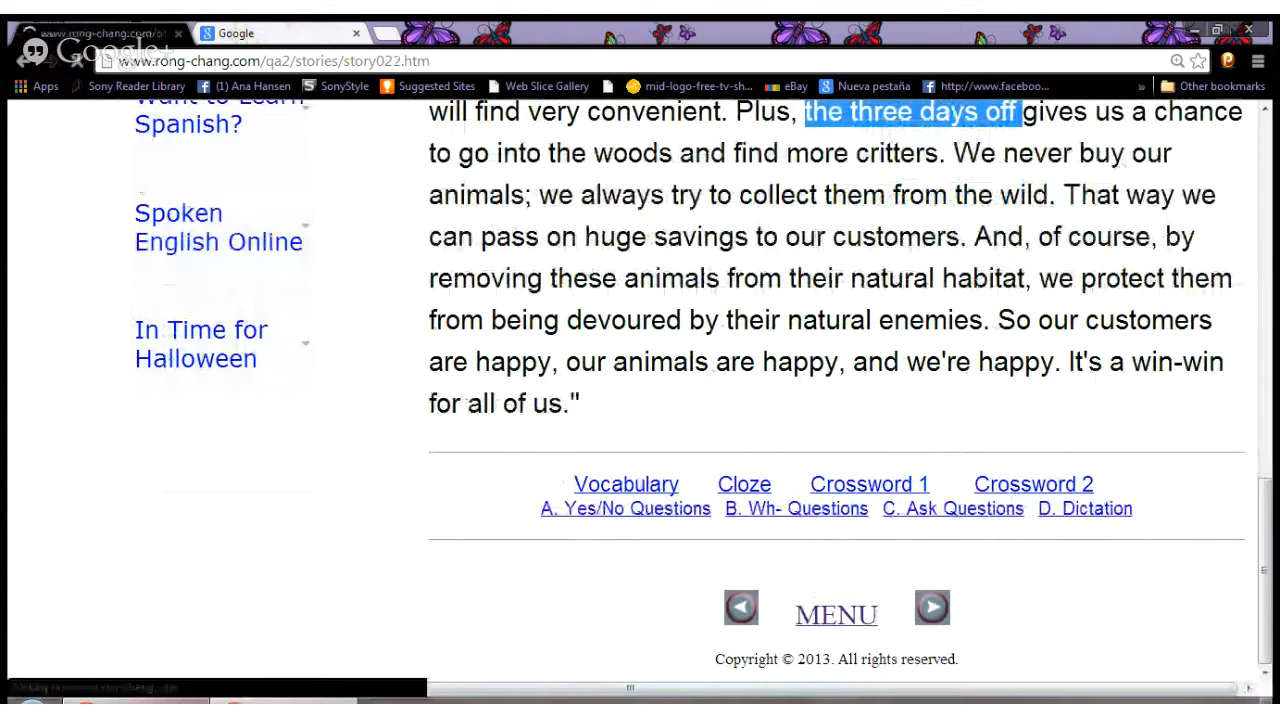 www.rong-chang.com/
Google
Google+
www.rong-chang.com/qa2/stories/story022.htm
Apps Sony Reader Library (1) Ana Hansen SonyStyle Suggested Sites Web Slice Gallery mid-logo-free-tv-sh... eBay Nueva pestaña http://www.faceboo... » Other bookmarks
Want to Learn
Spanish?
Spoken
English Online
In Time for
Halloween
will find very convenient. Plus, the three days off gives us a chance
to go into the woods and find more critters. We never buy our
animals; we always try to collect them from the wild. That way we
can pass on huge savings to our customers. And, of course, by
removing these animals from their natural habitat, we protect them
from being devoured by their natural enemies. So our customers
are happy, our animals are happy, and we're happy. It's a win-win
for all of us."
Vocabulary Cloze Crossword 1 Crossword 2
A. Yes/No Questions B. Wh- Questions C. Ask Questions D. Dictation
MENU
Copyright © 2013. All rights reserved.